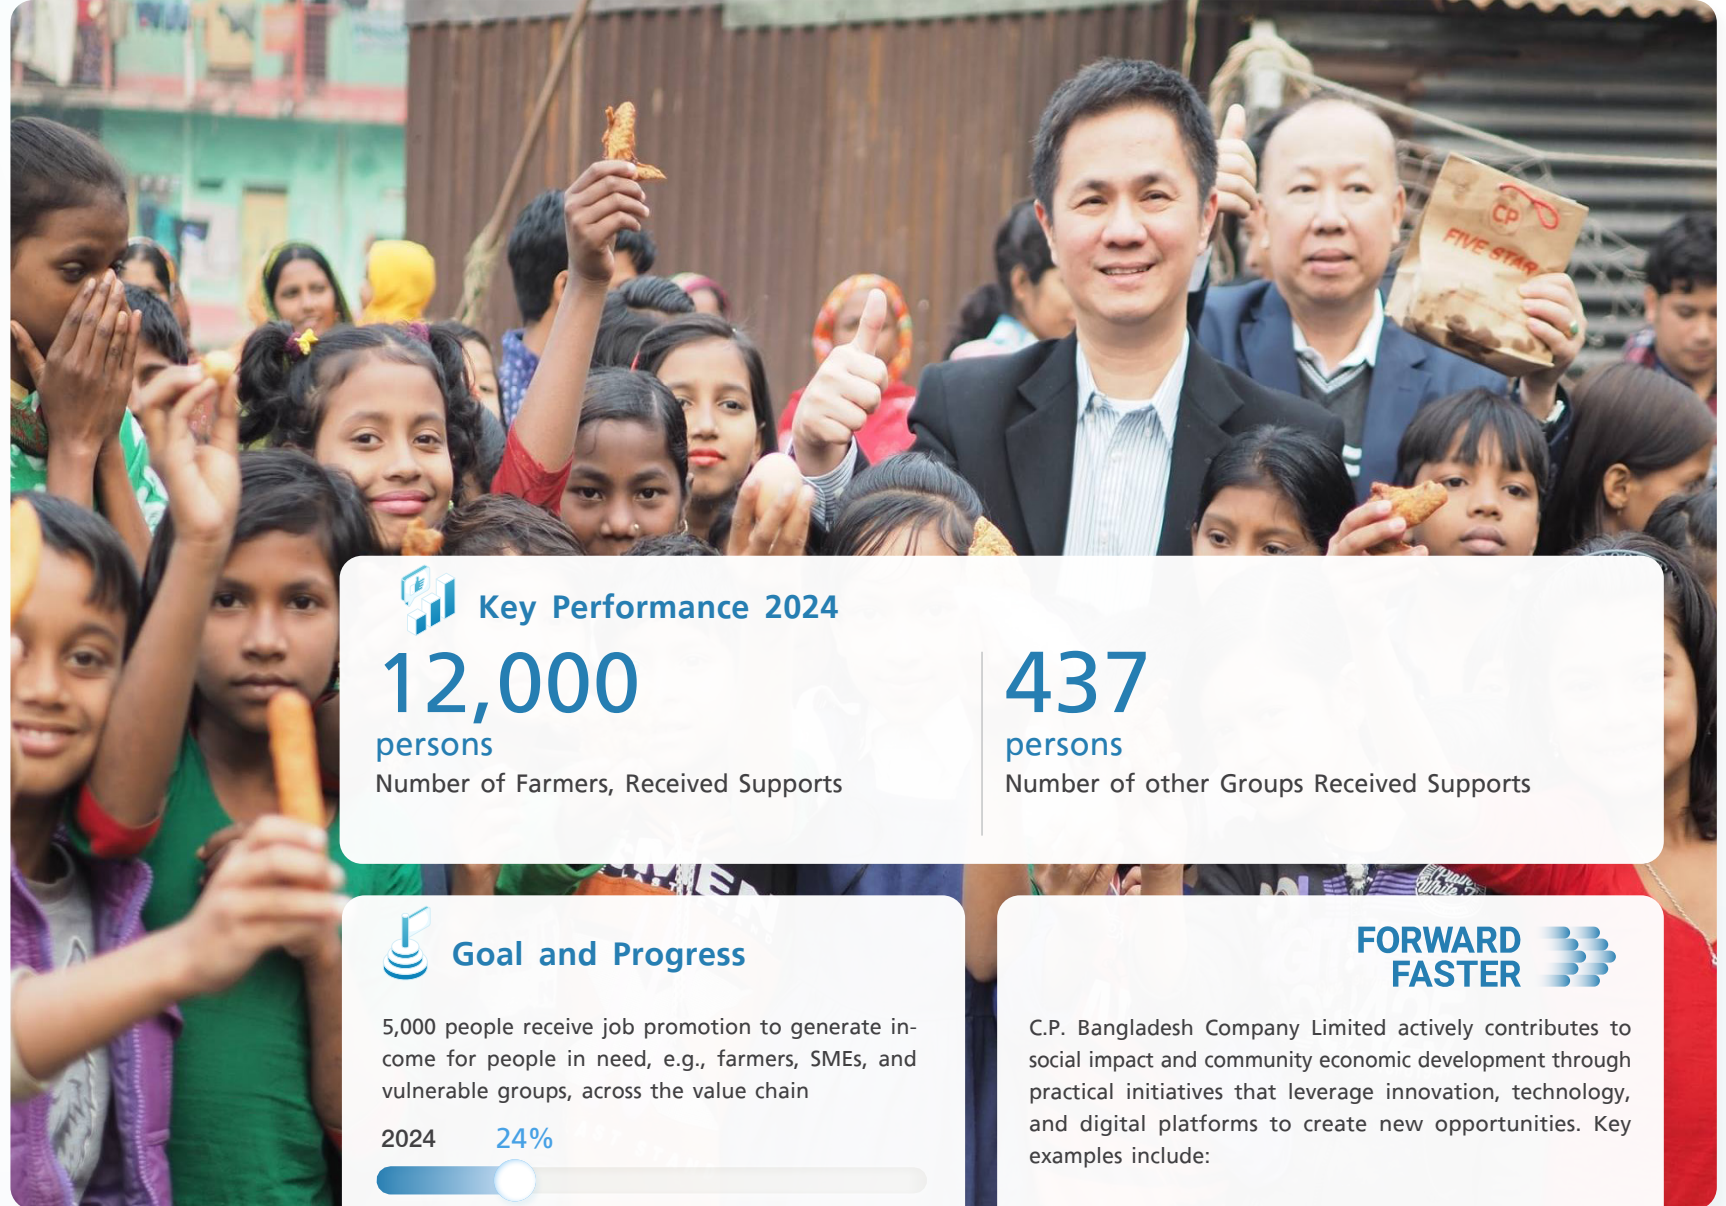 CP
FIVE STAR
Key Performance 2024
12,000
persons
Number of Farmers, Received Supports
437
persons
Number of other Groups Received Supports
Goal and Progress
5,000 people receive job promotion to generate in-
come for people in need, e.g., farmers, SMEs, and
vulnerable groups, across the value chain
2024 24%
FORWARD
FASTER
C.P. Bangladesh Company Limited actively contributes to
social impact and community economic development through
practical initiatives that leverage innovation, technology,
and digital platforms to create new opportunities. Key
examples include: